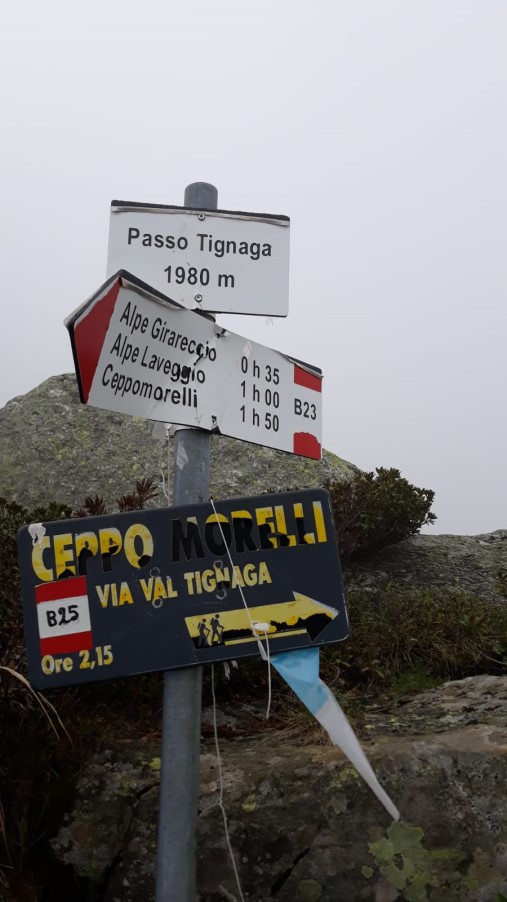 Passo Tignaga
1980 m
Alpe Girareccio 0 h 35
Alpe Laveggio 1 h 00
Ceppomorelli 1 h 50
B23
CEPPO MORELLI
VIA VAL TIGNAGA
B25
Ore 2,15